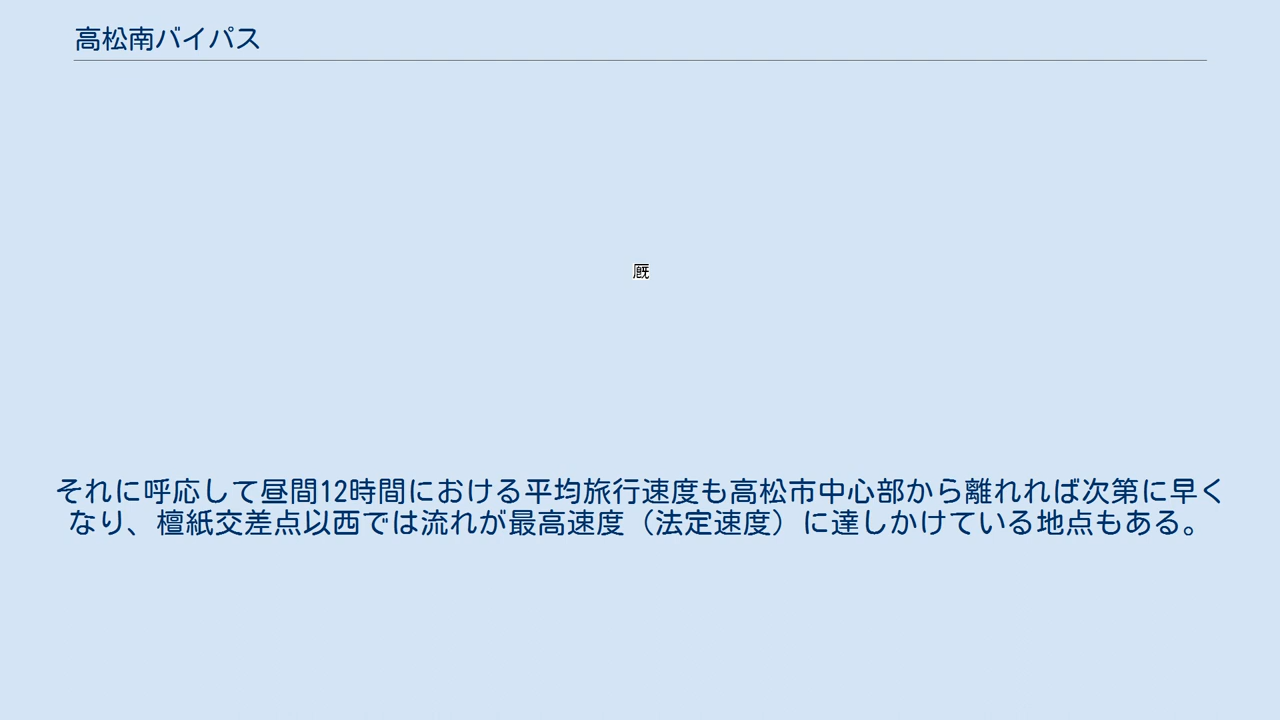 高松南バイパス
厩
それに呼応して昼間12時間における平均旅行速度も高松市中心部から離れれば次第に早く
なり、檀紙交差点以西では流れが最高速度（法定速度）に達しかけている地点もある。